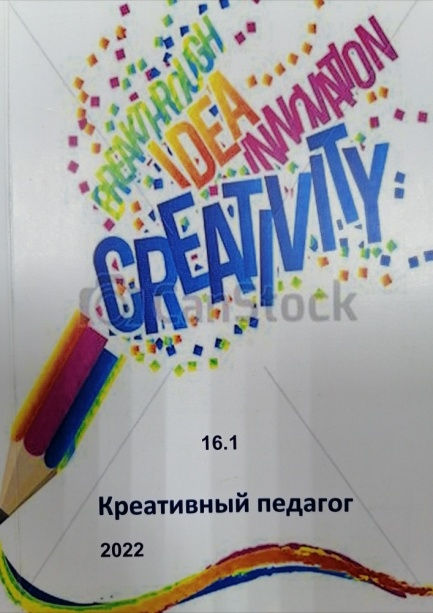 BREAKTHROUGH
IDEA
INNOVATION
CREATIVITY
CanStock
16.1
Креативный педагог
2022